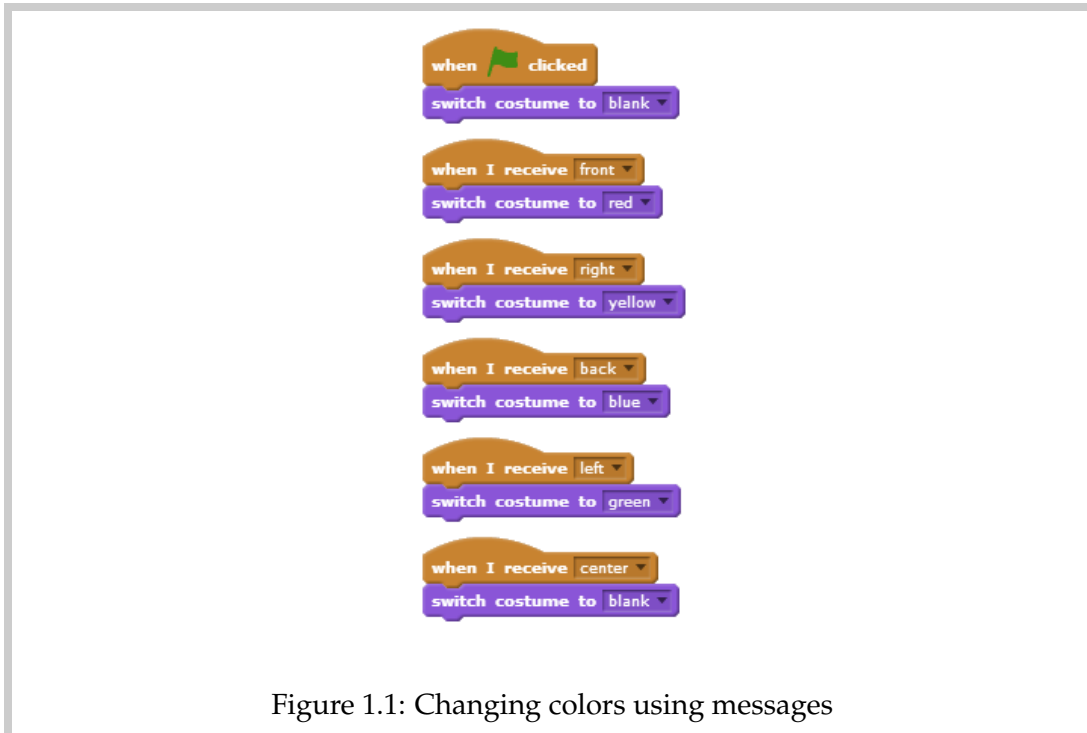 when clicked
switch costume to blank
when I receive front
switch costume to red
when I receive right
switch costume to yellow
when I receive back
switch costume to blue
when I receive left
switch costume to green
when I receive center
switch costume to blank
Figure 1.1: Changing colors using messages